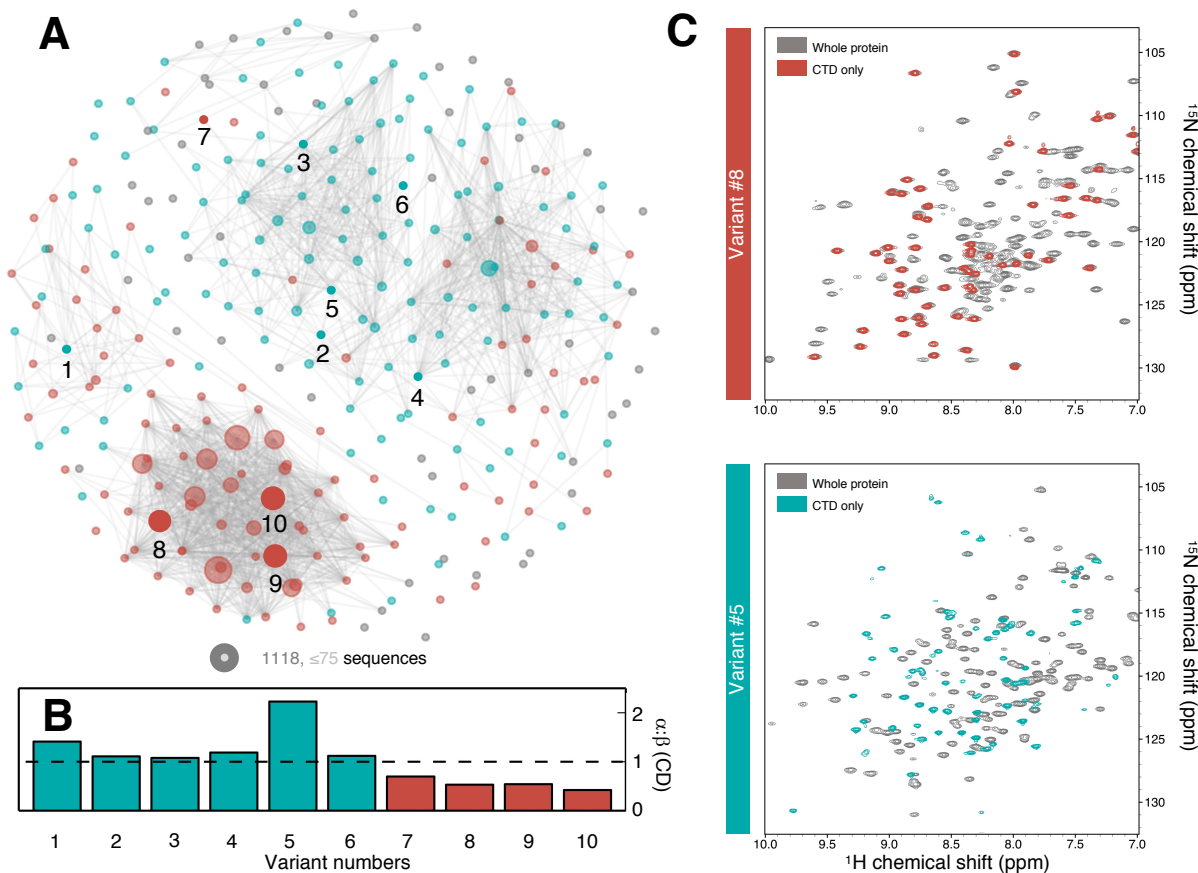 A
7
3
6
5
2
1
4
10
8
9
1118, ≤75 sequences
B
2
1
0
α:β (CD)
1 2 3 4 5 6 7 8 9 10
Variant numbers
C
Variant #8
Whole protein
CTD only
105
110
115
120
125
130
¹⁵N chemical shift (ppm)
10.0 9.5 9.0 8.5 8.0 7.5 7.0
Variant #5
Whole protein
CTD only
105
110
115
120
125
130
¹⁵N chemical shift (ppm)
10.0 9.5 9.0 8.5 8.0 7.5 7.0
¹H chemical shift (ppm)